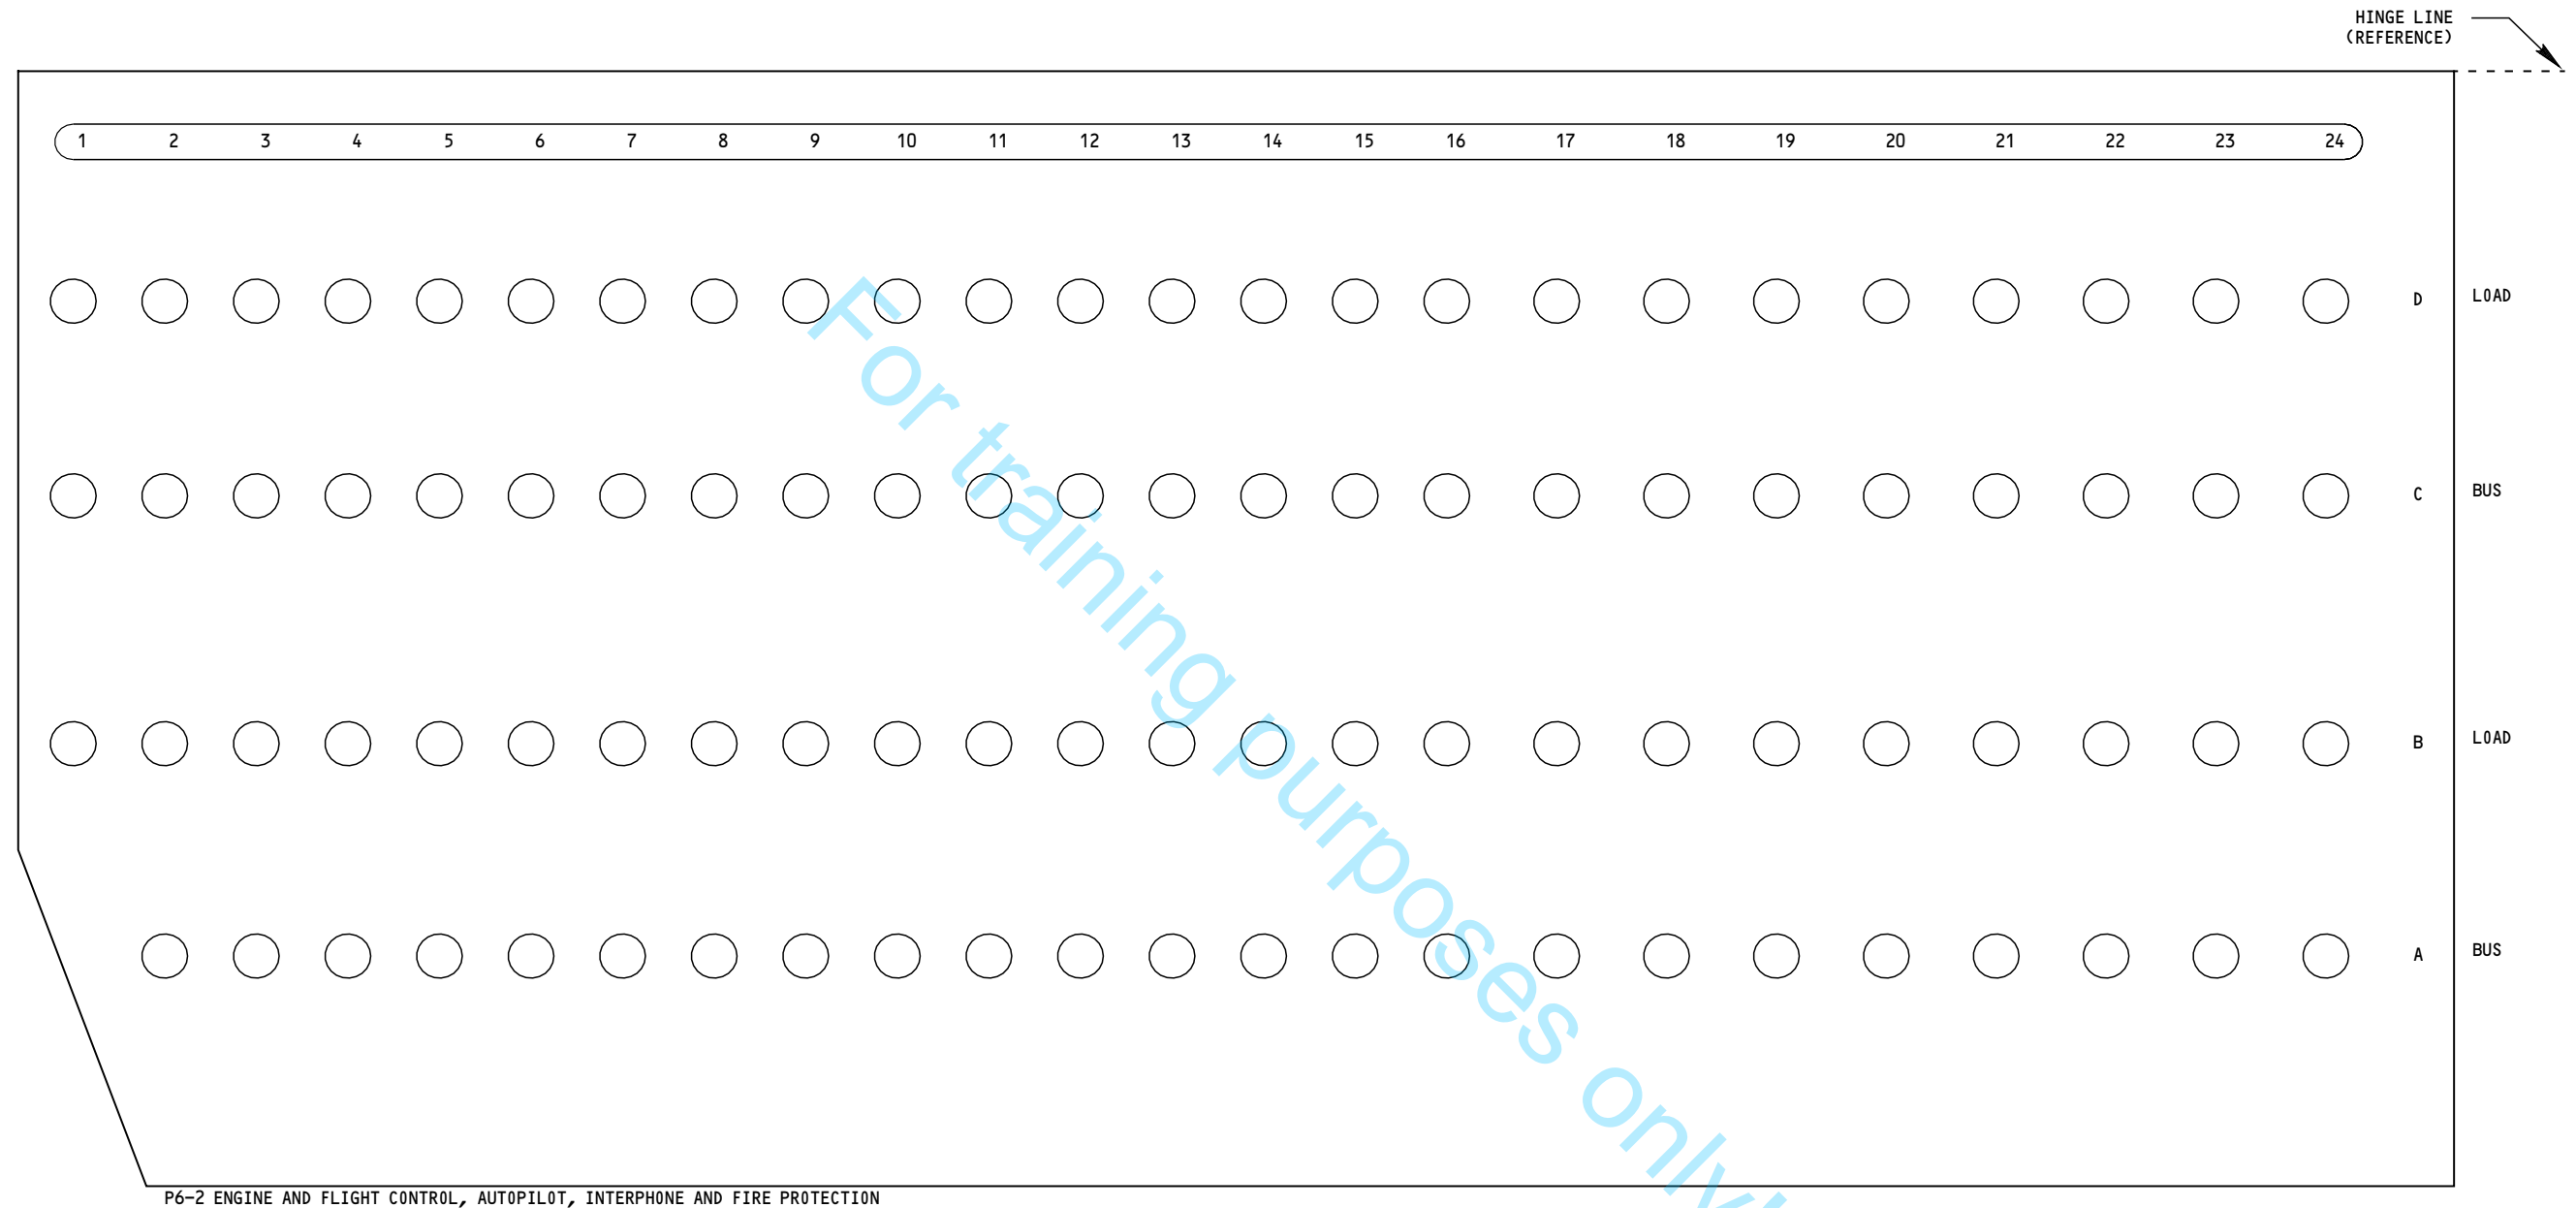 HINGE LINE
(REFERENCE)
1 2 3 4 5 6 7 8 9 10 11 12 13 14 15 16 17 18 19 20 21 22 23 24
D LOAD
C BUS
B LOAD
A BUS
For training purposes only!
P6-2 ENGINE AND FLIGHT CONTROL, AUTOPILOT, INTERPHONE AND FIRE PROTECTION